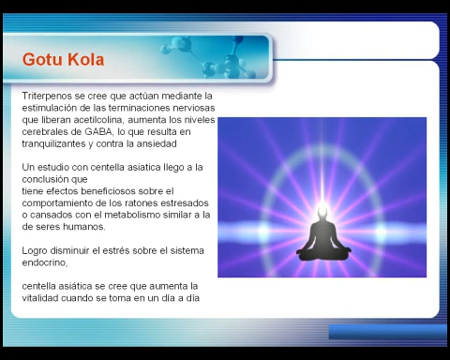 Gotu Kola
Triterpenos se cree que actúan mediante la
estimulación de las terminaciones nerviosas
que liberan acetilcolina, aumenta los niveles
cerebrales de GABA, lo que resulta en
tranquilizantes y contra la ansiedad
Un estudio con centella asiatica llego a la
conclusión que
tiene efectos beneficiosos sobre el
comportamiento de los ratones estresados
o cansados con el metabolismo similar a la
de seres humanos.
Logro disminuir el estrés sobre el sistema
endocrino,
centella asiática se cree que aumenta la
vitalidad cuando se toma en un día a día